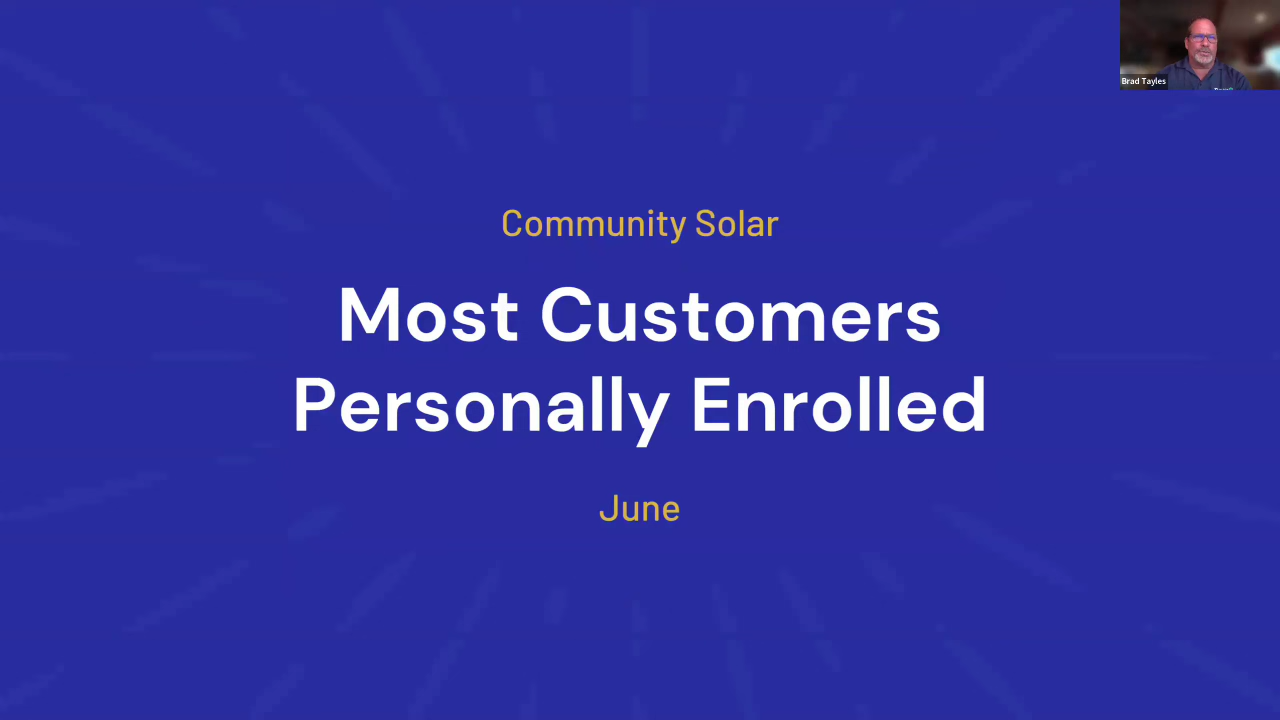 Brad Tayles
Community Solar
Most Customers
Personally Enrolled
June